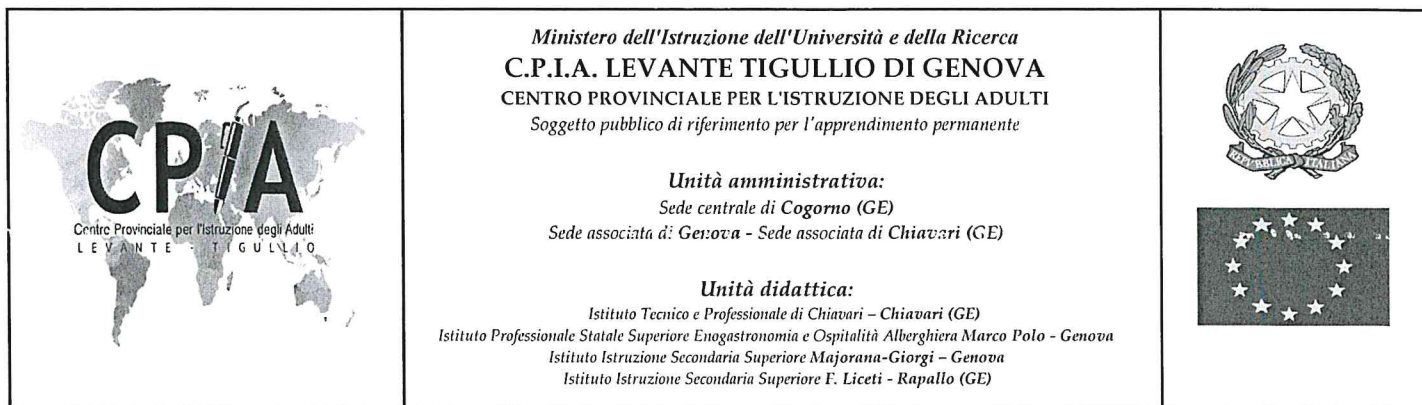 CPIA
Centro Provinciale per l'Istruzione degli Adulti
LEVANTE - TIGULLIO
Ministero dell'Istruzione dell'Università e della Ricerca
C.P.I.A. LEVANTE TIGULLIO DI GENOVA
CENTRO PROVINCIALE PER L'ISTRUZIONE DEGLI ADULTI
Soggetto pubblico di riferimento per l'apprendimento permanente
Unità amministrativa:
Sede centrale di Cogorno (GE)
Sede associata di Genova - Sede associata di Chiavari (GE)
Unità didattica:
Istituto Tecnico e Professionale di Chiavari – Chiavari (GE)
Istituto Professionale Statale Superiore Enogastronomia e Ospitalità Alberghiera Marco Polo - Genova
Istituto Istruzione Secondaria Superiore Majorana-Giorgi – Genova
Istituto Istruzione Secondaria Superiore F. Liceti - Rapallo (GE)
REPVBBLICA ITALIANA